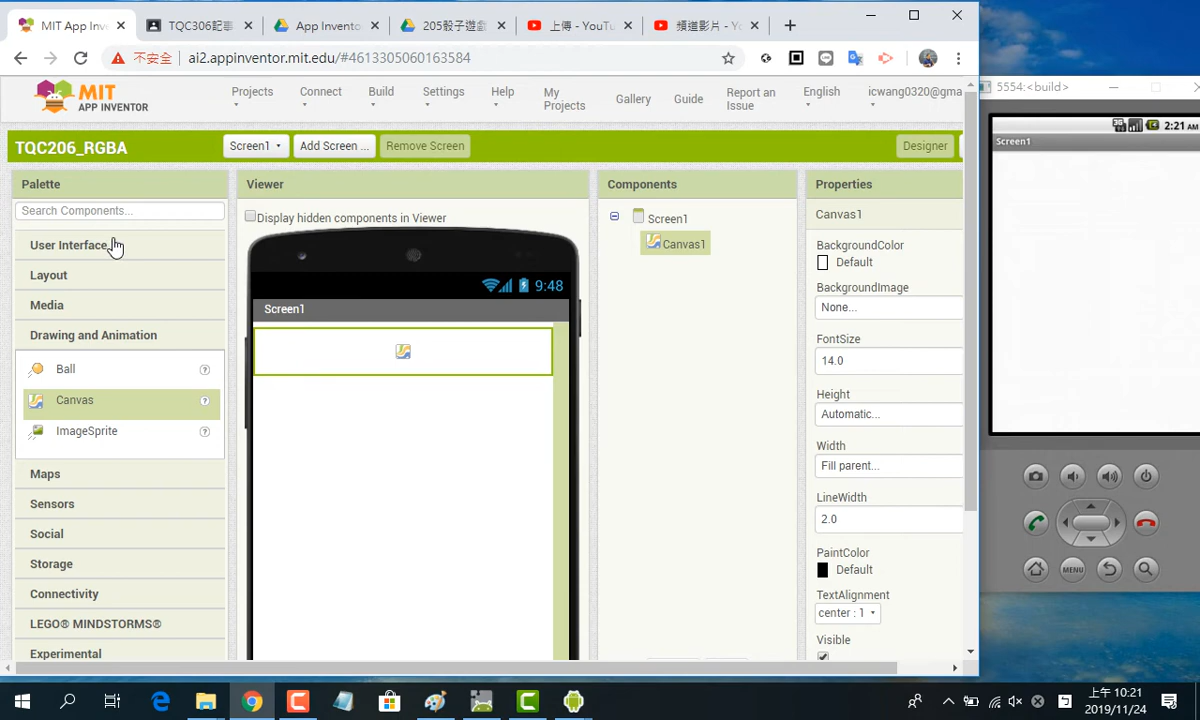 MIT App Inv
TQC306記事
App Invento
205骰子遊戲
上傳 - YouTu
頻道影片 - Yo
不安全
ai2.appinventor.mit.edu/#4613305060163584
MIT
APP INVENTOR
Projects
Connect
Build
Settings
Help
My Projects
Gallery
Guide
Report an Issue
English
icwang0320@gma
TQC206_RGBA
Screen1
Add Screen ...
Remove Screen
Designer
Palette
Search Components...
User Interface
Layout
Media
Drawing and Animation
Ball
Canvas
ImageSprite
Maps
Sensors
Social
Storage
Connectivity
LEGO® MINDSTORMS®
Experimental
Viewer
Display hidden components in Viewer
9:48
Screen1
Components
Screen1
Canvas1
Properties
Canvas1
BackgroundColor
Default
BackgroundImage
None...
FontSize
14.0
Height
Automatic...
Width
Fill parent...
LineWidth
2.0
PaintColor
Default
TextAlignment
center : 1
Visible
5554:<build>
3G
2:21 AM
Screen1
MENU
上午 10:21
2019/11/24